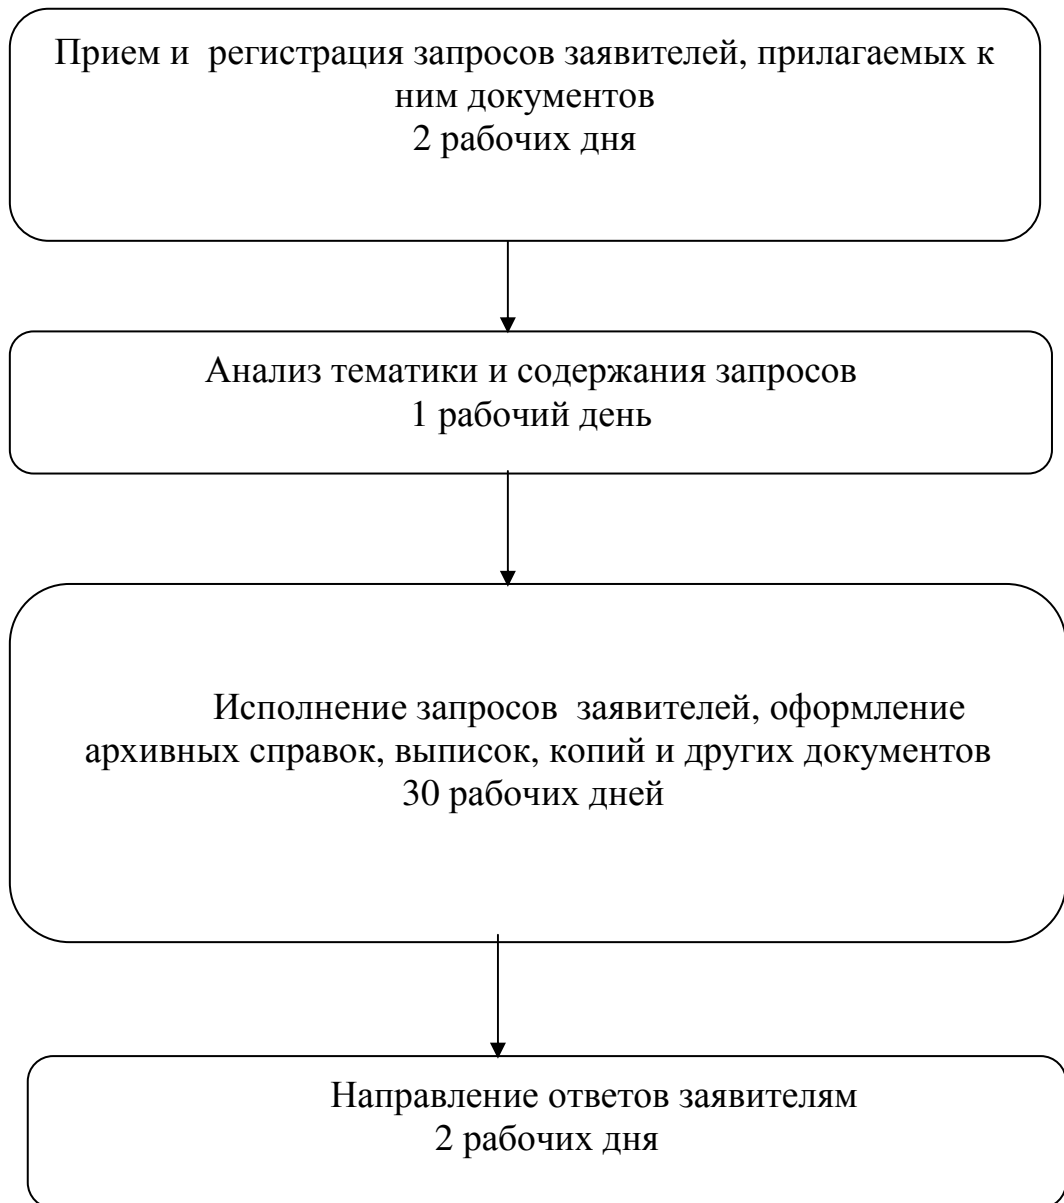 Прием и регистрация запросов заявителей, прилагаемых к
ним документов
2 рабочих дня
Анализ тематики и содержания запросов
1 рабочий день
Исполнение запросов заявителей, оформление
архивных справок, выписок, копий и других документов
30 рабочих дней
Направление ответов заявителям
2 рабочих дня